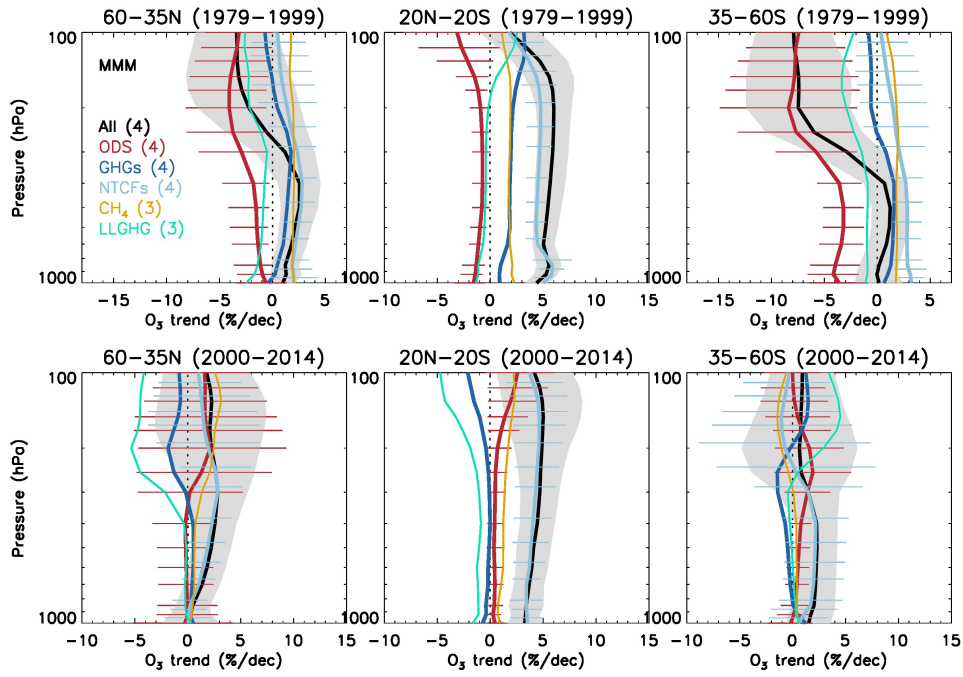 60−35N (1979−1999)
20N−20S (1979−1999)
35−60S (1979−1999)
100
100
100
MMM
All (4)
ODS (4)
GHGs (4)
NTCFs (4)
CH₄ (3)
LLGHG (3)
Pressure (hPa)
1000
1000
1000
−15 −10 −5 0 5
−10 −5 0 5 10 15
−15 −10 −5 0 5
O₃ trend (%/dec)
O₃ trend (%/dec)
O₃ trend (%/dec)
60−35N (2000−2014)
20N−20S (2000−2014)
35−60S (2000−2014)
100
100
100
Pressure (hPa)
1000
1000
1000
−10 −5 0 5 10 15
−10 −5 0 5 10 15
−10 −5 0 5 10 15
O₃ trend (%/dec)
O₃ trend (%/dec)
O₃ trend (%/dec)